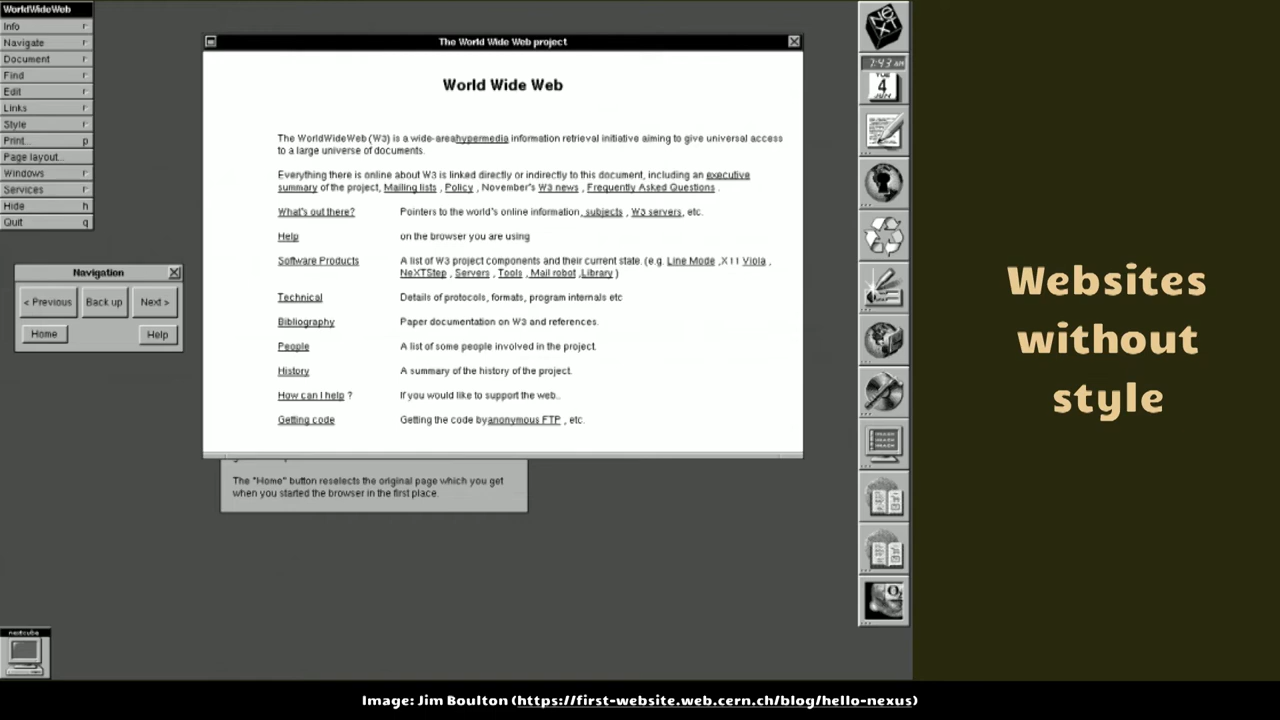 WorldWideWeb
Info r
Navigate r
Document r
Find r
Edit r
Links r
Style r
Print... p
Page layout...
Windows r
Services r
Hide h
Quit q
Navigation
< Previous Back up Next >
Home Help
The World Wide Web project
World Wide Web
The WorldWideWeb (W3) is a wide-areahypermedia information retrieval initiative aiming to give universal access
to a large universe of documents.
Everything there is online about W3 is linked directly or indirectly to this document, including an executive
summary of the project, Mailing lists , Policy , November's W3 news , Frequently Asked Questions .
What's out there? Pointers to the world's online information, subjects , W3 servers, etc.
Help on the browser you are using
Software Products A list of W3 project components and their current state. (e.g. Line Mode ,X11 Viola ,
NeXTStep , Servers , Tools , Mail robot ,Library )
Technical Details of protocols, formats, program internals etc
Bibliography Paper documentation on W3 and references.
People A list of some people involved in the project.
History A summary of the history of the project.
How can I help ? If you would like to support the web..
Getting code Getting the code byanonymous FTP , etc.
The "Home" button reselects the original page which you get
when you started the browser in the first place.
NeXT
7:43 AM
TUE
4
JUN
O2
nextcube
Websites
without
style
Image: Jim Boulton (https://first-website.web.cern.ch/blog/hello-nexus)